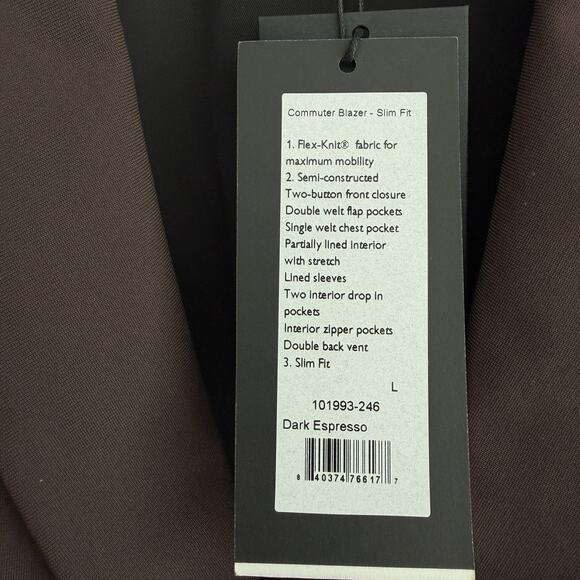 Commuter Blazer - Slim Fit
1. Flex-Knit® fabric for
maximum mobility
2. Semi-constructed
Two-button front closure
Double welt flap pockets
Single welt chest pocket
Partially lined interior
with stretch
Lined sleeves
Two interior drop in
pockets
Interior zipper pockets
Double back vent
3. Slim Fit
L
101993-246
Dark Espresso
8 40374 76617 7